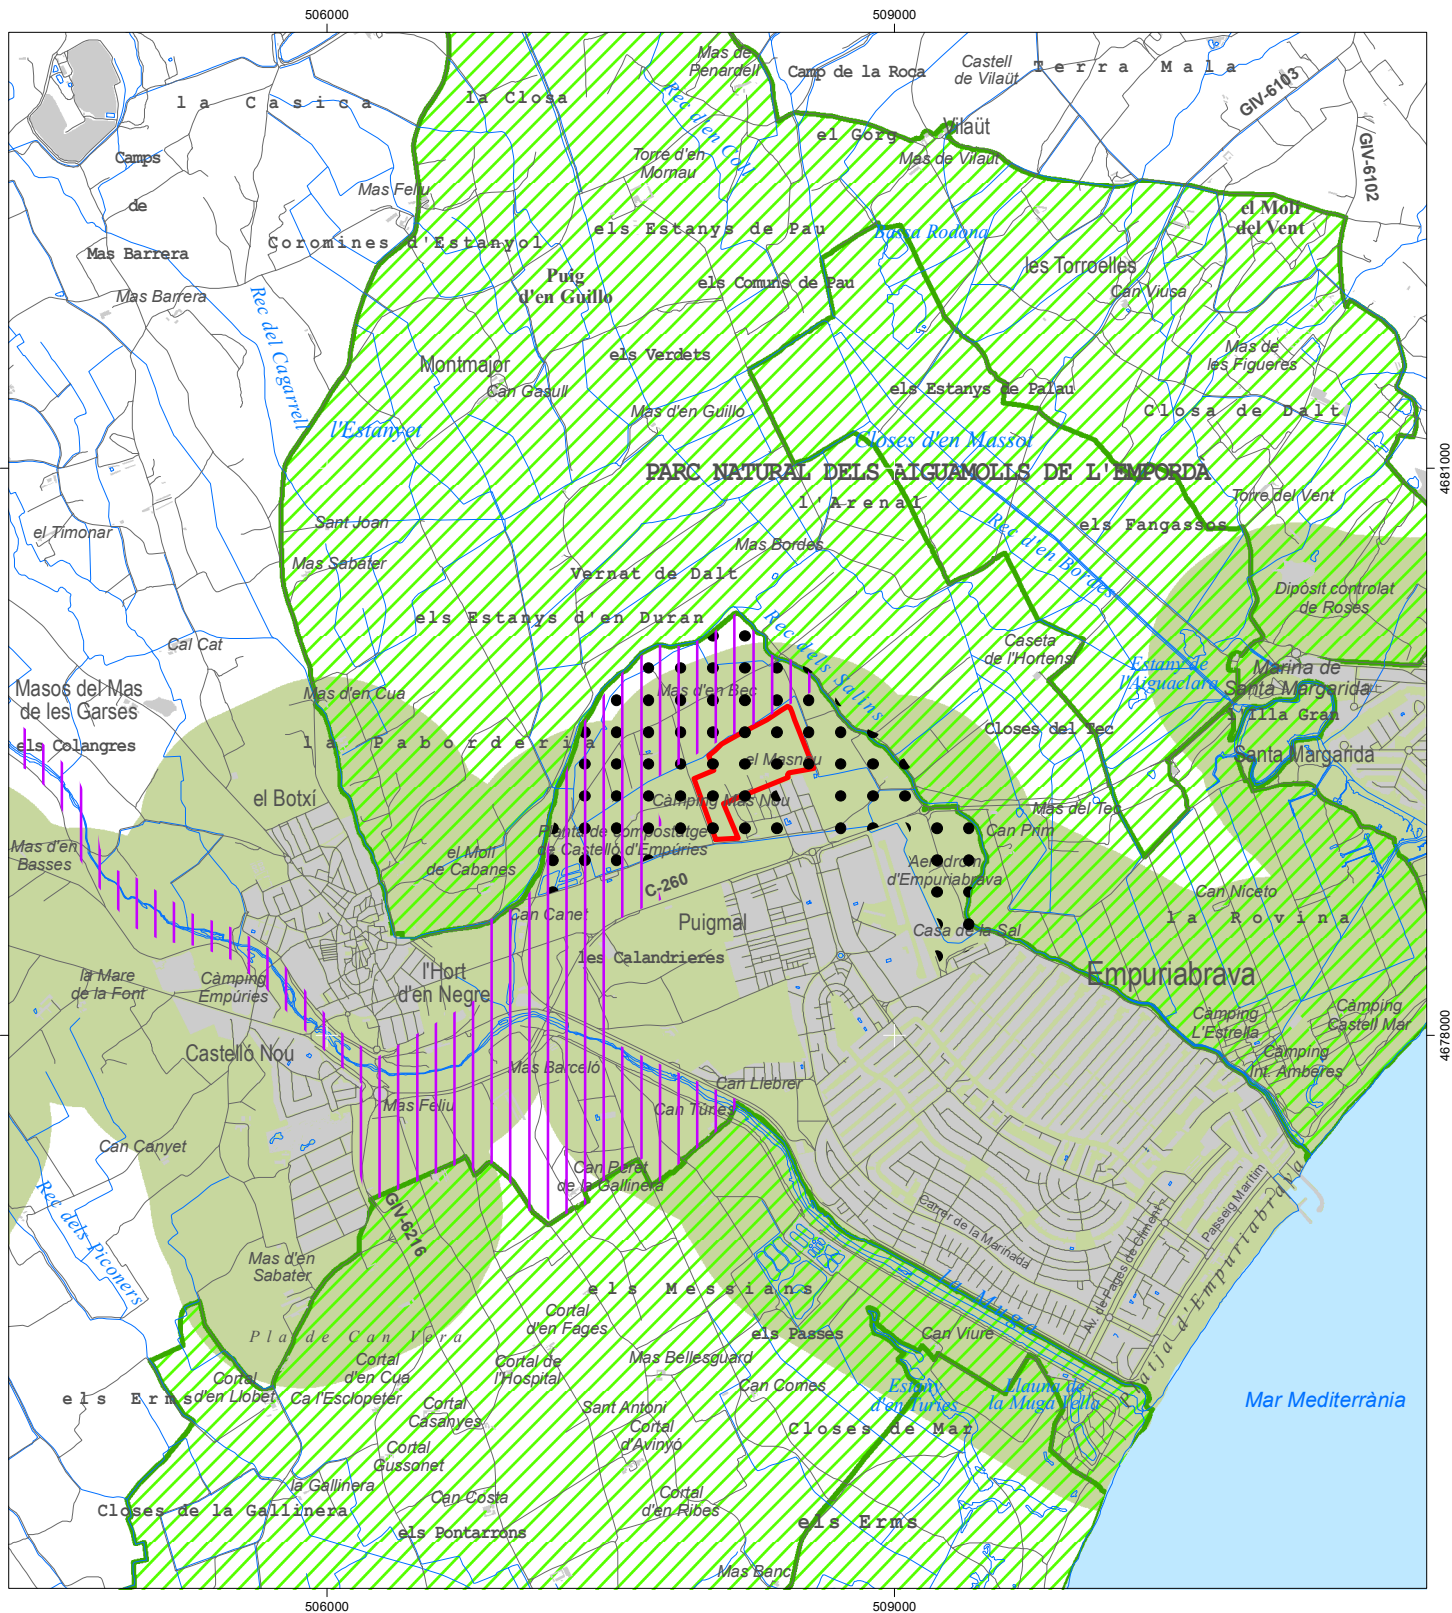 506000
509000
Mas de
Penardell
Camp de la Roca
Castell
de Vilaüt
Terra Mala
GIV-6103
la Casica
la Closa
Rec d'en Coll
el Gorg
Vilaüt
GIV-6102
Camps
de
Mas Barrera
Torre d'en
Mornau
Mas de Vilaüt
Mas Feliu
Coromines d'Estanyol
els Estanys de Pau
Bassa Rodona
el Molí
del Vent
les Torroelles
Puig
d'en Guillo
els Comuns de Pau
Can Viusa
Mas Barrera
Rec del Cagarrell
Montmajor
els Verdets
Mas de
les Figueres
Can Gasull
els Estanys de Palau
Mas d'en Guillo
Closa de Dalt
l'Estanyet
Closes d'en Massot
PARC NATURAL DELS AIGUAMOLLS DE L'EMPORDÀ
4681000
l'Arenal
Torre del Vent
Sant Joan
els Fangassos
el Timonar
Rec d'en Bordes
Mas Bordes
Mas Sabater
Vernat de Dalt
Dipòsit controlat
de Roses
els Estanys d'en Duran
Rec dels Salins
Cal Cat
Caseta
de l'Hortensi
Estany de
l'Aiguaclara
Marina de
Santa Margarida
Masos del Mas
de les Garses
Mas d'en Cua
Mas d'en Bec
l'Illa Gran
els Colangres
la Paborderia
Closes del Tec
el Masnou
Santa Margarida
el Botxí
Càmping Mas Nou
Mas del Tec
Planta de compostatge
de Castelló d'Empúries
Can Prim
Mas d'en
Basses
el Molí
de Cabanes
Aeròdrom
d'Empuriabrava
C-260
Can Niceto
Can Canet
Puigmal
la Rovina
Casa de la Sal
les Calandrieres
la Mare
de la Font
Càmping
Empúries
l'Hort
d'en Negre
Empuriabrava
Càmping
L'Estrella
Càmping
Castell Mar
4678000
Castelló Nou
Càmping
Int. Amberes
Mas Barceló
Can Llebrer
Mas Feliu
Can Turies
Can Canyet
Can Peret
de la Gallinera
Rec dels Piconers
GIV-6216
Carrer de la Marinada
Av. de Fages de Climent
Passeig Marítim
Platja d'Empuriabrava
Mas d'en
Sabater
els Messians
la Muga
Cortal
d'en Fages
Pla de Can Vera
els Passes
Can Viure
Cortal
d'en Cua
Cortal de
l'Hospital
Mas Bellesguard
Can Comes
Estany
d'en Turies
Llauna de
la Muga Vella
els Erms
Cortal
d'en Llobet
Ca l'Esclopeter
Cortal
Casanyes
Sant Antoni
Cortal
d'Avinyó
Closes de Mar
Mar Mediterrània
Cortal
Gussonet
la Gallinera
Can Costa
Cortal
d'en Ribes
Closes de la Gallinera
els Pontarrons
els Erms
Mas Banc
506000
509000